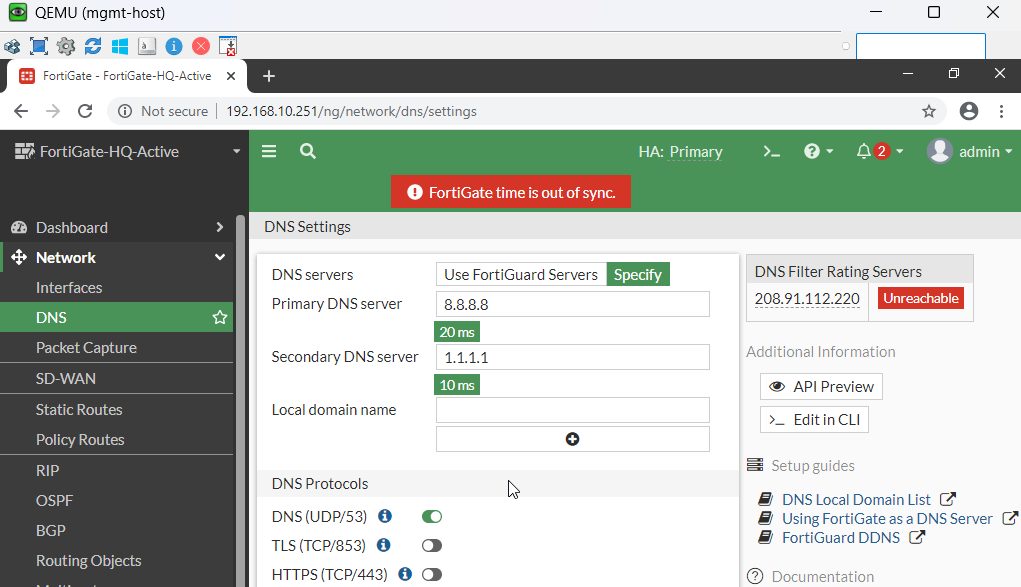 QEMU (mgmt-host)
FortiGate - FortiGate-HQ-Active
Not secure 192.168.10.251/ng/network/dns/settings
FortiGate-HQ-Active
HA: Primary
2
admin
FortiGate time is out of sync.
Dashboard
Network
Interfaces
DNS
Packet Capture
SD-WAN
Static Routes
Policy Routes
RIP
OSPF
BGP
Routing Objects
DNS Settings
DNS servers Use FortiGuard Servers Specify
Primary DNS server 8.8.8.8
20 ms
Secondary DNS server 1.1.1.1
10 ms
Local domain name
DNS Protocols
DNS (UDP/53)
TLS (TCP/853)
HTTPS (TCP/443)
DNS Filter Rating Servers
208.91.112.220 Unreachable
Additional Information
API Preview
>_ Edit in CLI
Setup guides
DNS Local Domain List
Using FortiGate as a DNS Server
FortiGuard DDNS
Documentation